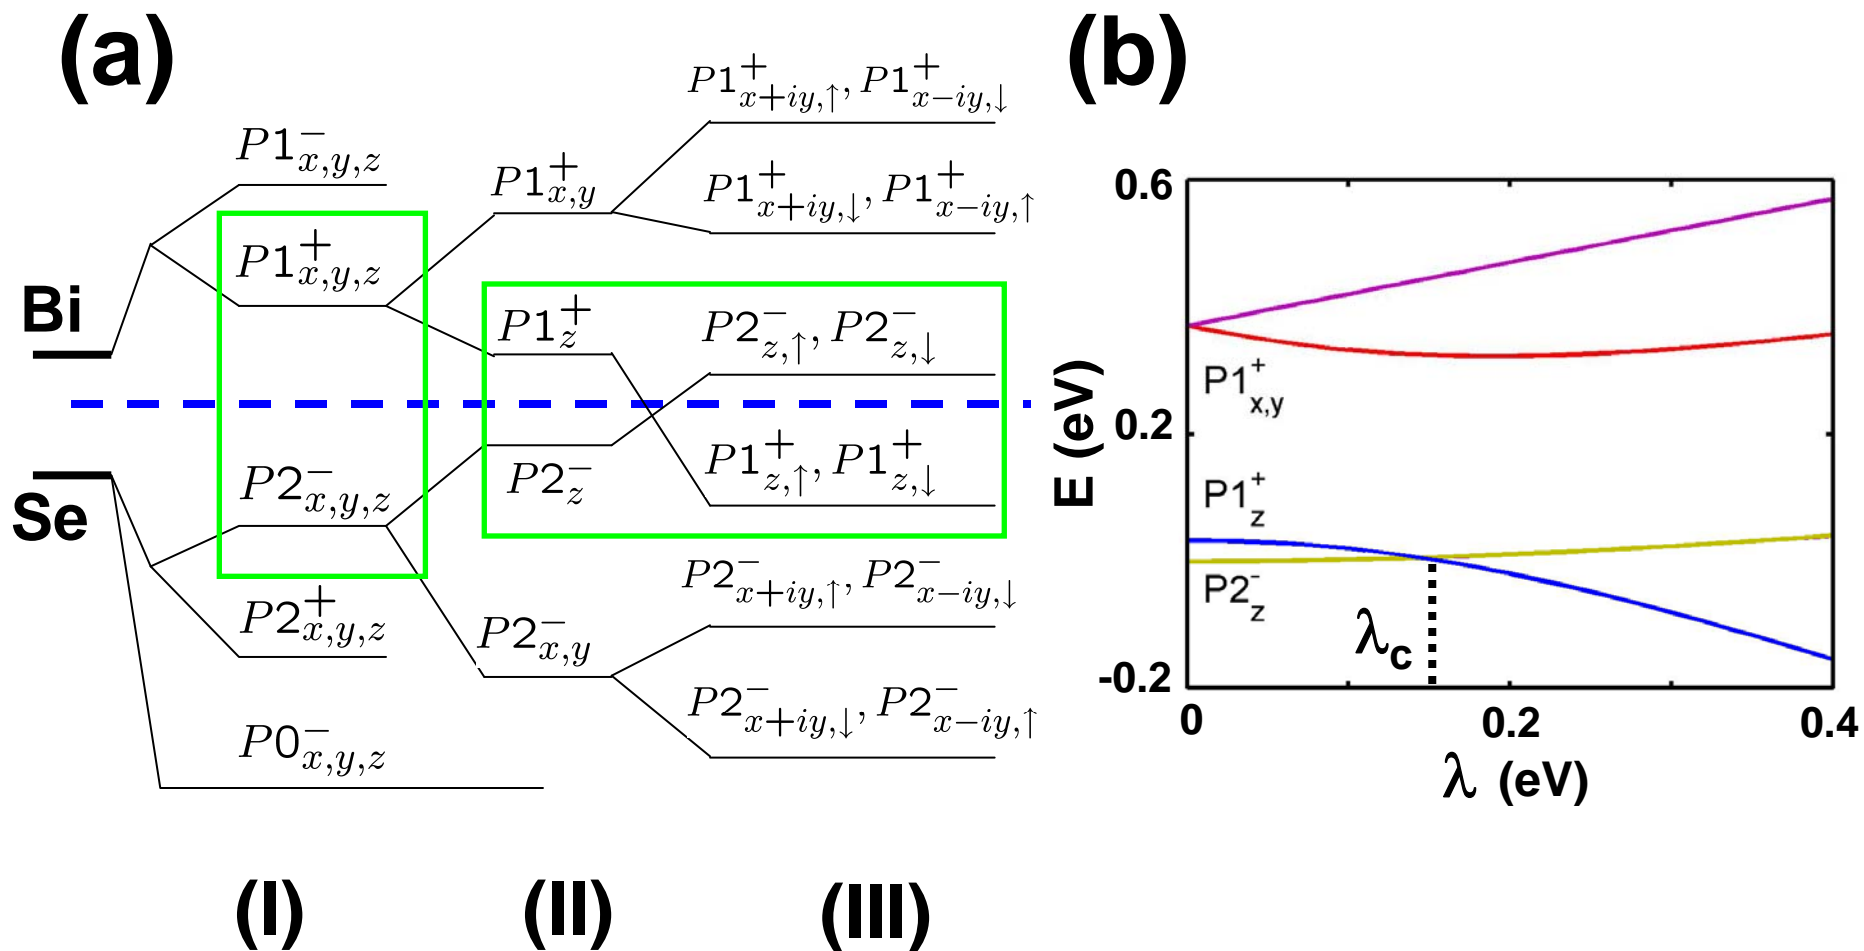 (a)
P1⁺x+iy,↑, P1⁺x−iy,↓
P1⁻x,y,z
P1⁺x,y
P1⁺x+iy,↓, P1⁺x−iy,↑
P1⁺x,y,z
Bi
P1⁺z
P2⁻z,↑, P2⁻z,↓
P1⁺z,↑, P1⁺z,↓
P2⁻z
P2⁻x,y,z
Se
P2⁻x+iy,↑, P2⁻x−iy,↓
P2⁺x,y,z
P2⁻x,y
P2⁻x+iy,↓, P2⁻x−iy,↑
P0⁻x,y,z
(I)
(II)
(III)
(b)
0.6
P1⁺x,y
0.2
E (eV)
P1⁺z
P2⁻z
λc
-0.2
0
0.2
0.4
λ (eV)